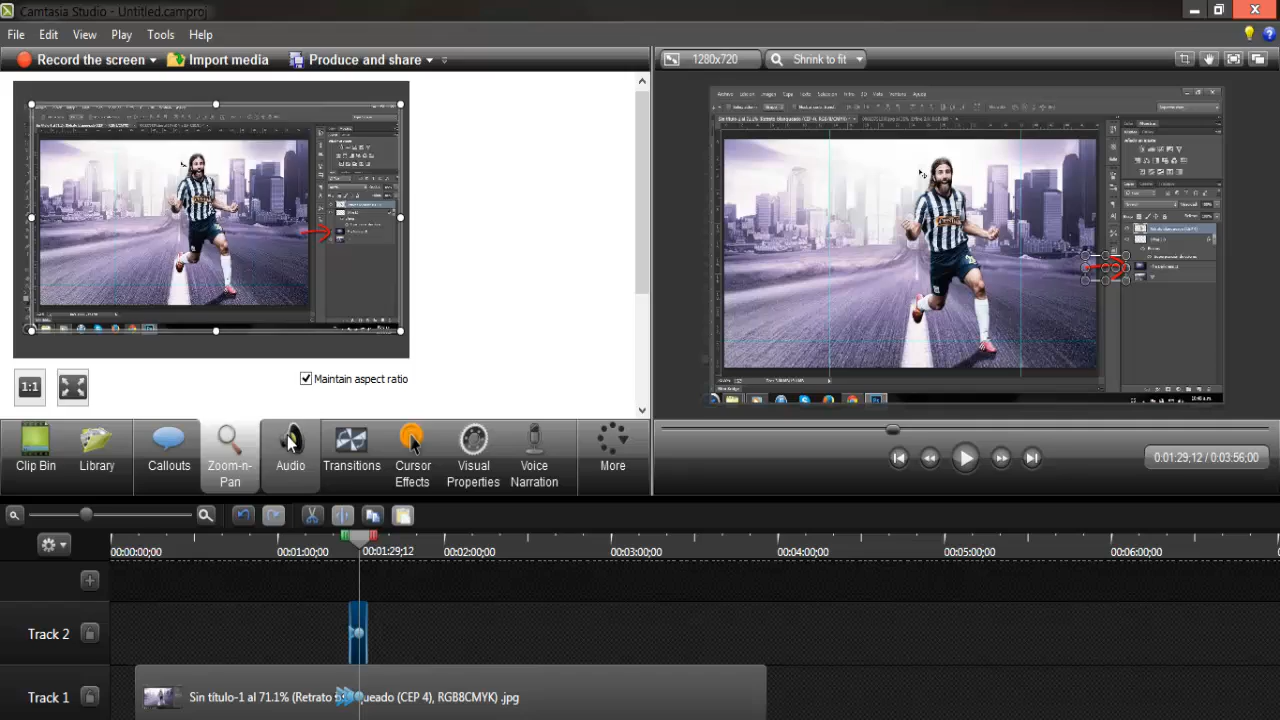 Camtasia Studio - Untitled.camproj
File Edit View Play Tools Help
Record the screen Import media Produce and share
1280x720 Shrink to fit
1:1
Maintain aspect ratio
Clip Bin
Library
Callouts
Zoom-n-Pan
Audio
Transitions
Cursor Effects
Visual Properties
Voice Narration
More
0:01:29,12 / 0:03:56,00
00:00:00;00 00:01:00;00 00:01:29;12 00:02:00;00 00:03:00;00 00:04:00;00 00:05:00;00 00:06:00;00
Track 2
Track 1
Sin título-1 al 71.1% (Retrato queado (CEP 4), RGB8CMYK) .jpg